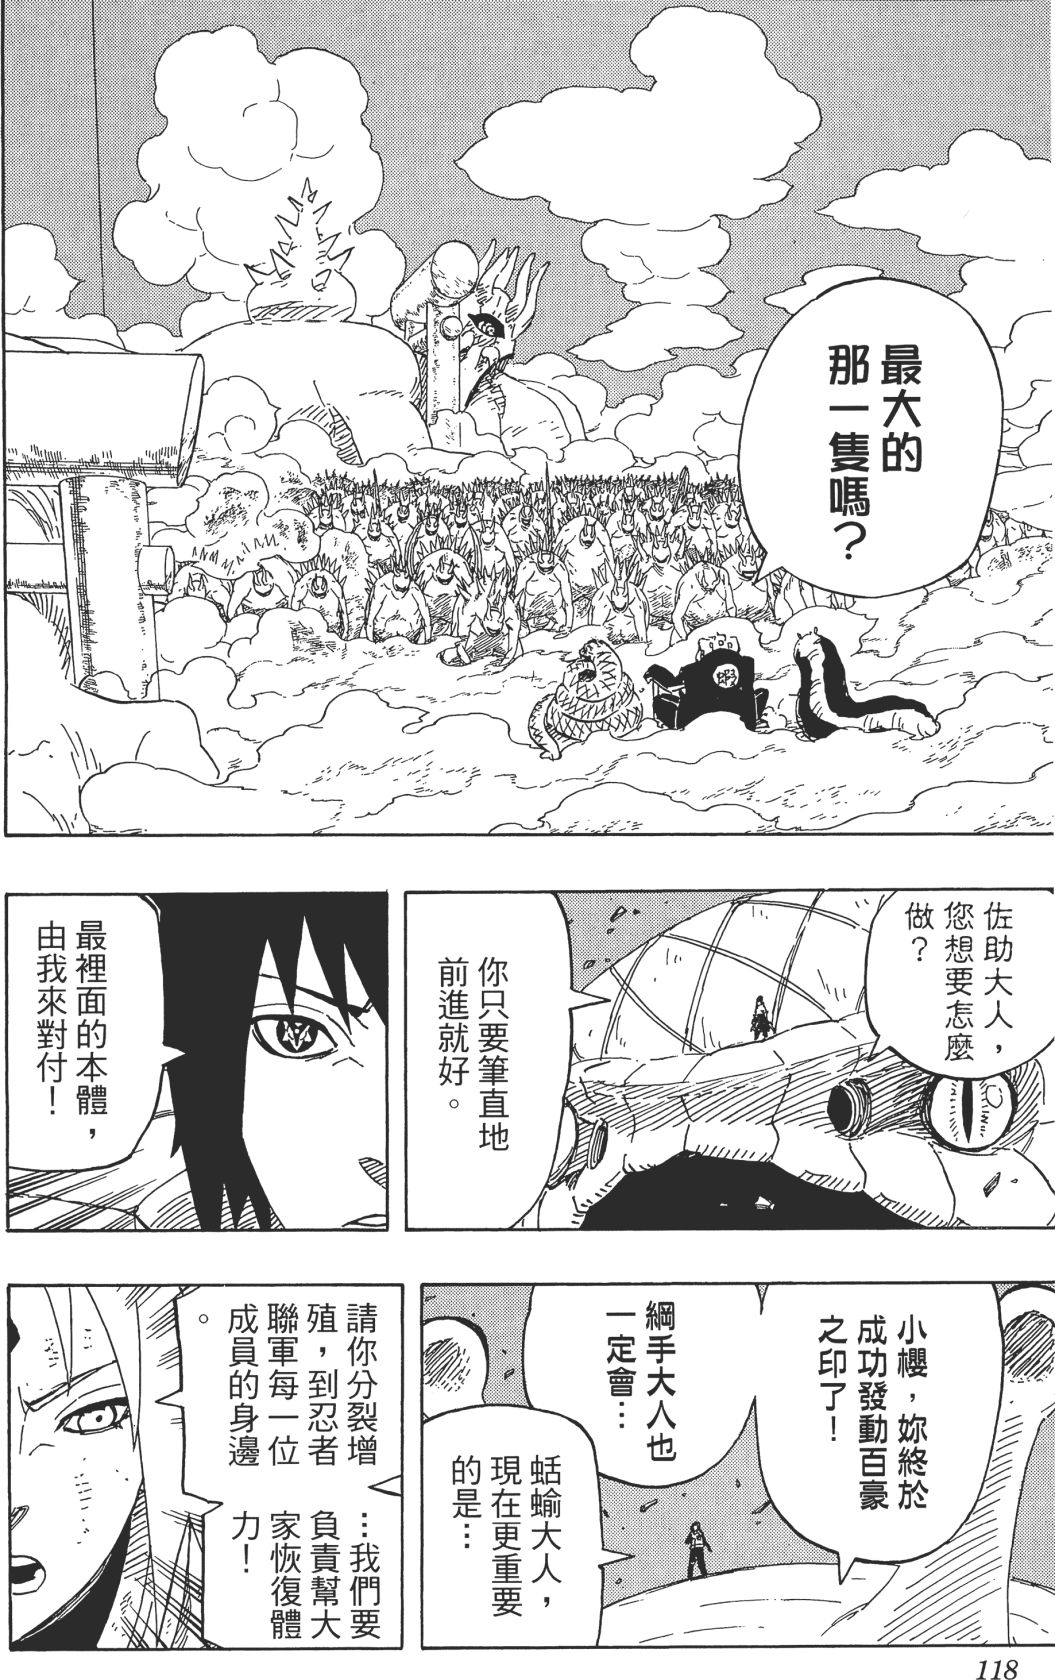 最大的
那一隻嗎？
蝦
佐助大人，
您想要怎麼
做？
你只要筆直地
前進就好。
最裡面的本體，
由我來對付！
小櫻，妳終於
成功發動百豪
之印了！
綱手大人也
一定會…
蛞蝓大人，
現在更重要
的是…
請你分裂增
殖，到忍者
聯軍每一位
成員的身邊
。
…我們要
負責幫大
家恢復體
力！
118